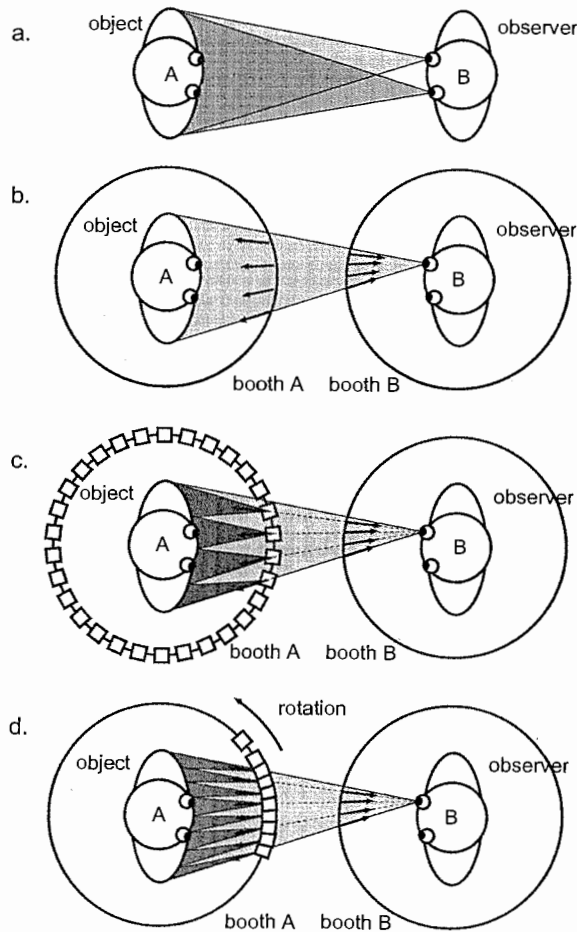 a.
object
observer
A
B
b.
object
observer
A
B
booth A booth B
c.
object
observer
A
B
booth A booth B
d.
rotation
object
observer
A
B
booth A booth B